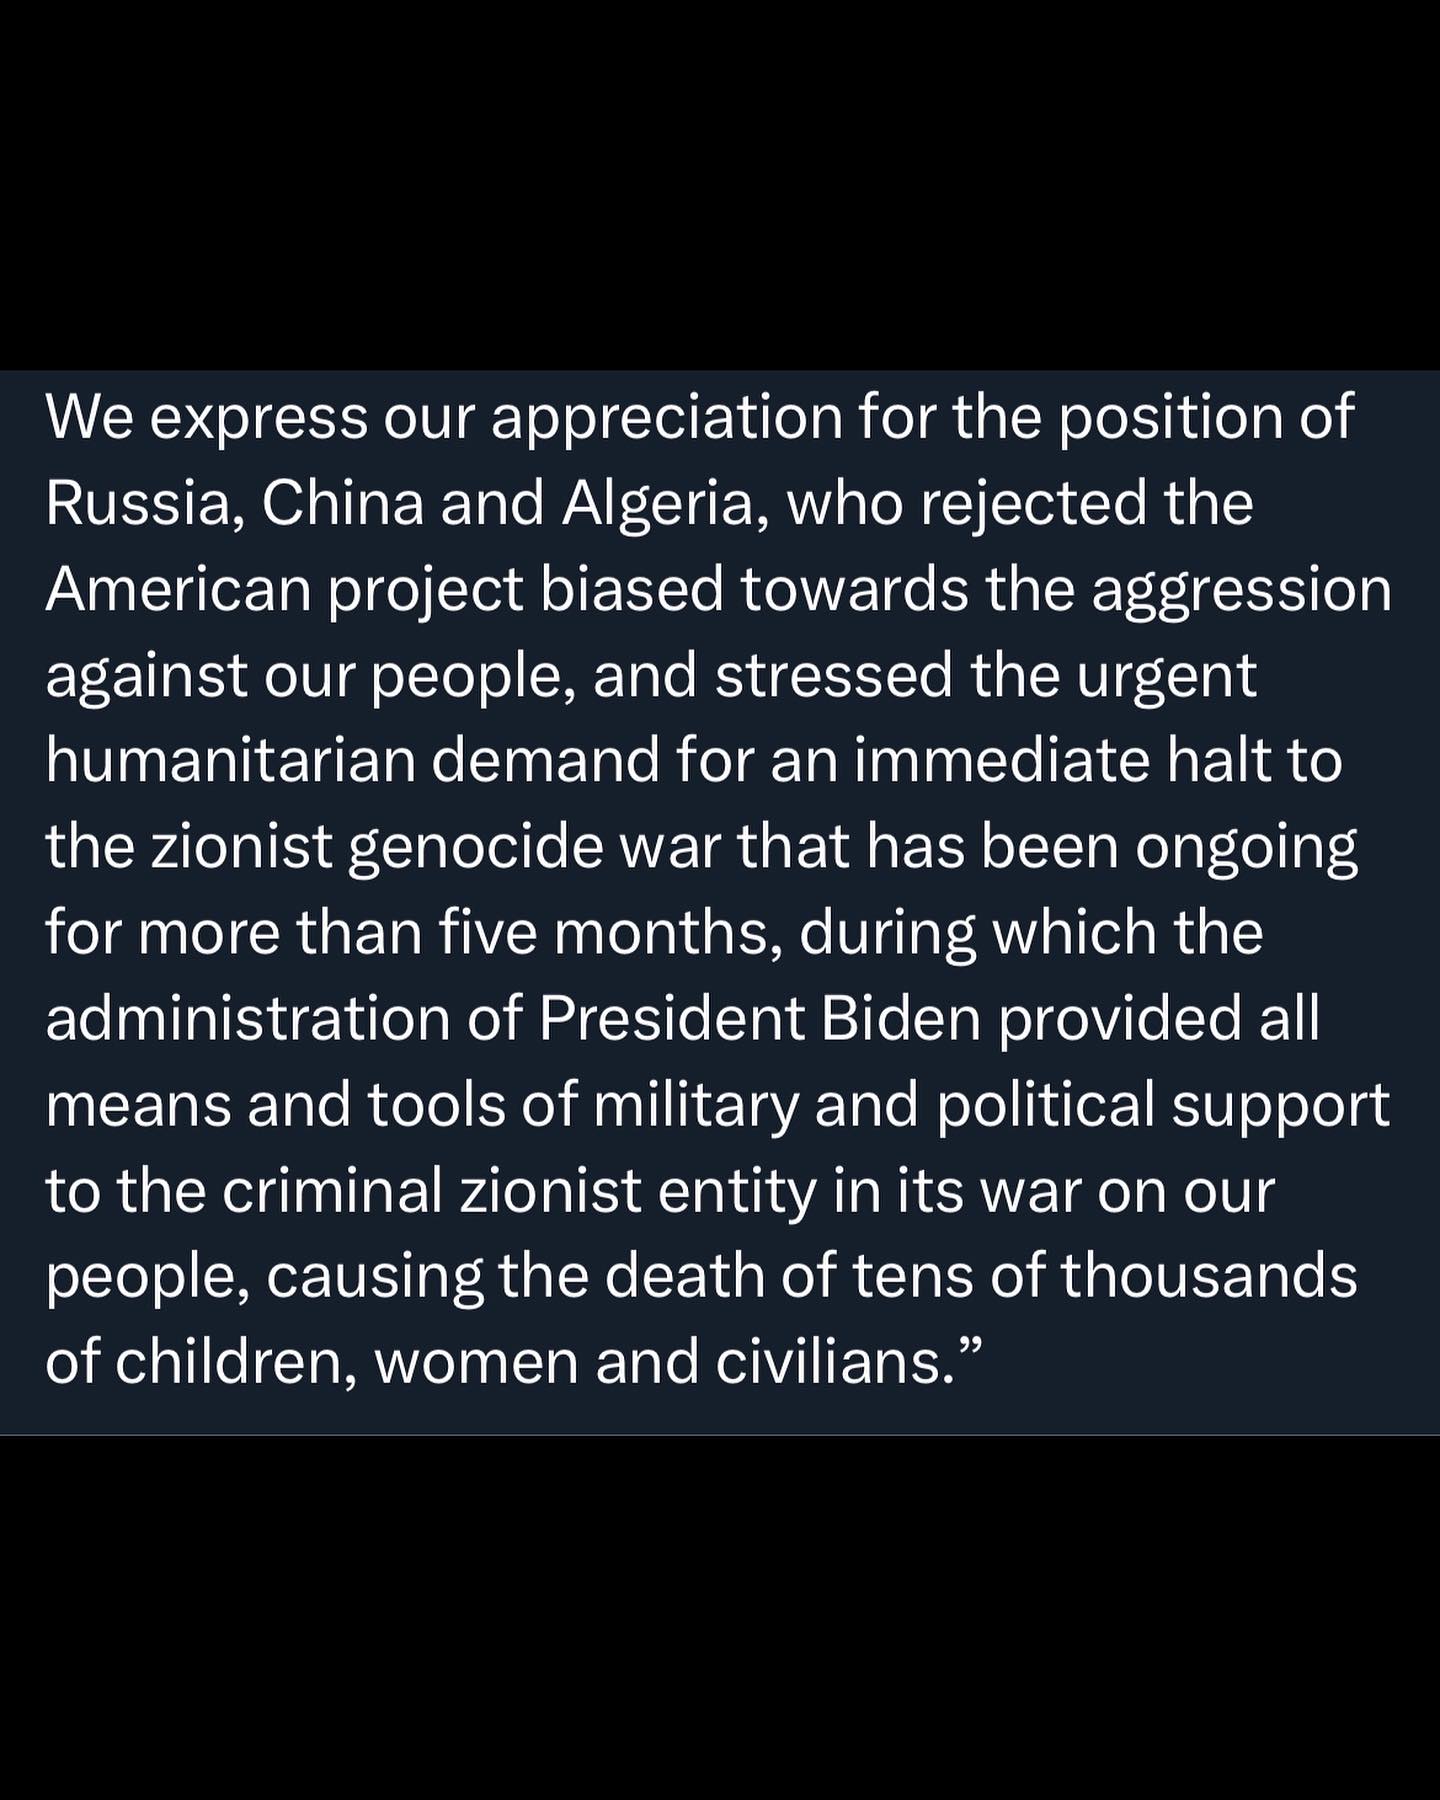 We express our appreciation for the position of
Russia, China and Algeria, who rejected the
American project biased towards the aggression
against our people, and stressed the urgent
humanitarian demand for an immediate halt to
the zionist genocide war that has been ongoing
for more than five months, during which the
administration of President Biden provided all
means and tools of military and political support
to the criminal zionist entity in its war on our
people, causing the death of tens of thousands
of children, women and civilians.”